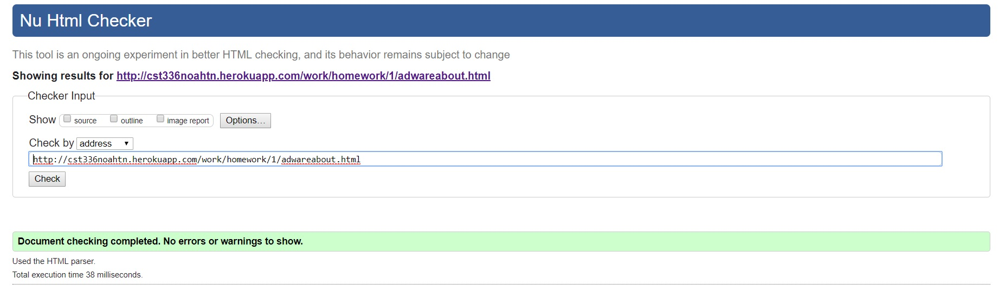 Nu Html Checker
This tool is an ongoing experiment in better HTML checking, and its behavior remains subject to change
Showing results for http://cst336noahtn.herokuapp.com/work/homework/1/adwareabout.html
Checker Input
Show source outline image report Options...
Check by address
http://cst336noahtn.herokuapp.com/work/homework/1/adwareabout.html
Check
Document checking completed. No errors or warnings to show.
Used the HTML parser.
Total execution time 38 milliseconds.